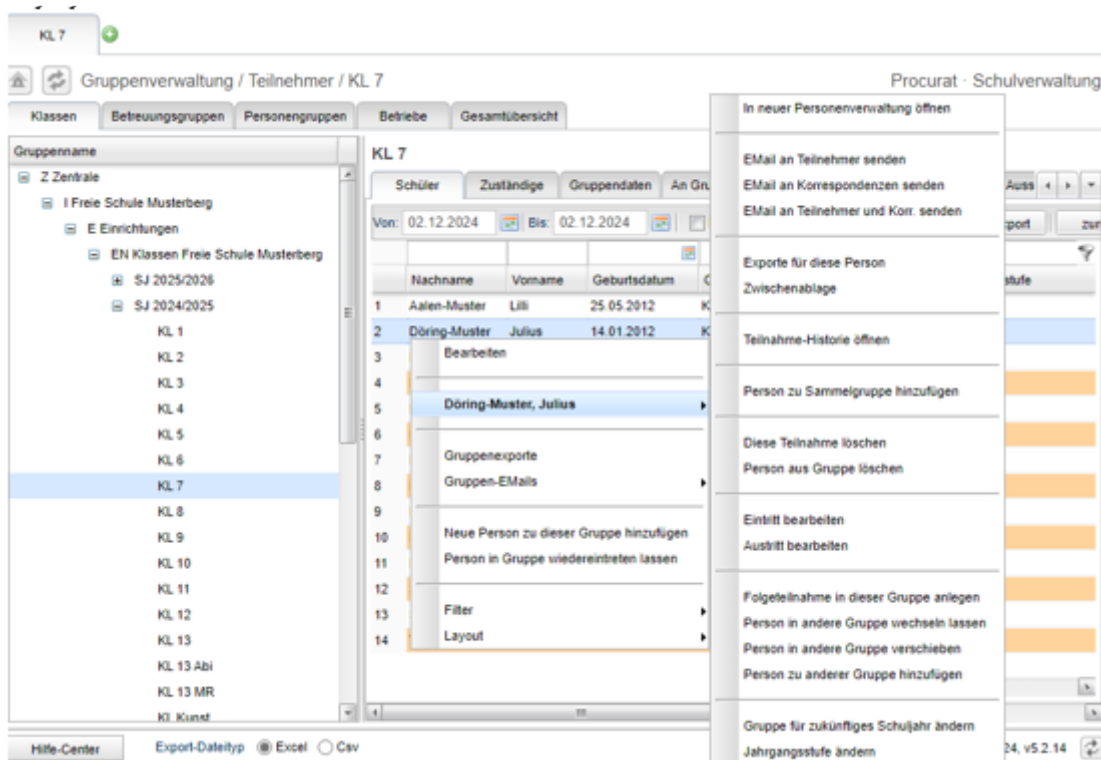 KL 7
Gruppenverwaltung / Teilnehmer / KL 7
Procurat · Schulverwaltung
Klassen
Betreuungsgruppen
Personengruppen
Betriebe
Gesamtübersicht
Gruppenname
Z Zentrale
I Freie Schule Musterberg
E Einrichtungen
EN Klassen Freie Schule Musterberg
SJ 2025/2026
SJ 2024/2025
KL 1
KL 2
KL 3
KL 4
KL 5
KL 6
KL 7
KL 8
KL 9
KL 10
KL 11
KL 12
KL 13
KL 13 Abi
KL 13 MR
KL Kunst
KL 7
Schüler
Zuständige
Gruppendaten
An Gru
Auss
Von: 02.12.2024 Bis: 02.12.2024
port
zur
Nachname Vorname Geburtsdatum
stufe
1 Aalen-Muster Lilli 25.05.2012 K
2 Döring-Muster Julius 14.01.2012 K
3
4
5
6
7
8
9
10
11
12
13
14
Bearbeiten
Döring-Muster, Julius
Gruppenexporte
Gruppen-EMails
Neue Person zu dieser Gruppe hinzufügen
Person in Gruppe wiedereintreten lassen
Filter
Layout
In neuer Personenverwaltung öffnen
EMail an Teilnehmer senden
EMail an Korrespondenzen senden
EMail an Teilnehmer und Korr. senden
Exporte für diese Person
Zwischenablage
Teilnahme-Historie öffnen
Person zu Sammelgruppe hinzufügen
Diese Teilnahme löschen
Person aus Gruppe löschen
Eintritt bearbeiten
Austritt bearbeiten
Folgeteilnahme in dieser Gruppe anlegen
Person in andere Gruppe wechseln lassen
Person in andere Gruppe verschieben
Person zu anderer Gruppe hinzufügen
Gruppe für zukünftiges Schuljahr ändern
Jahrgangsstufe ändern
Hilfe-Center
Export-Dateityp Excel Csv
24, v5.2.14